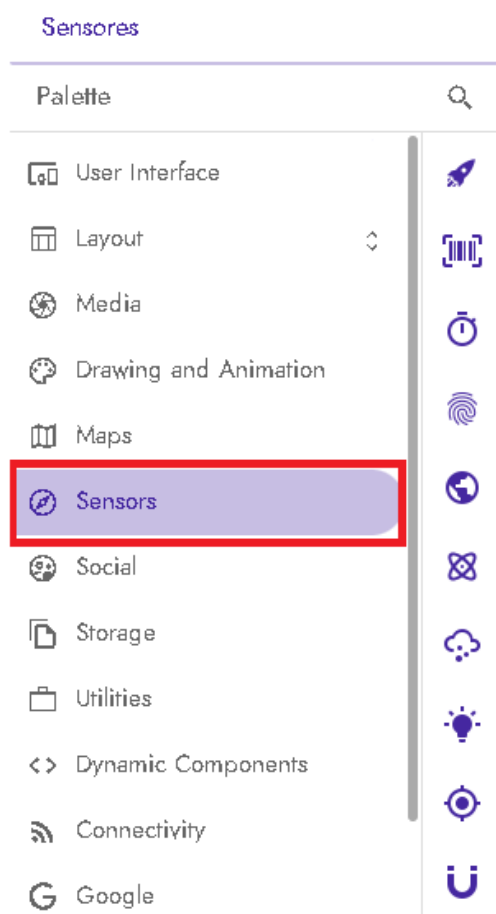 Sensores
Palette
User Interface
Layout
Media
Drawing and Animation
Maps
Sensors
Social
Storage
Utilities
Dynamic Components
Connectivity
Google